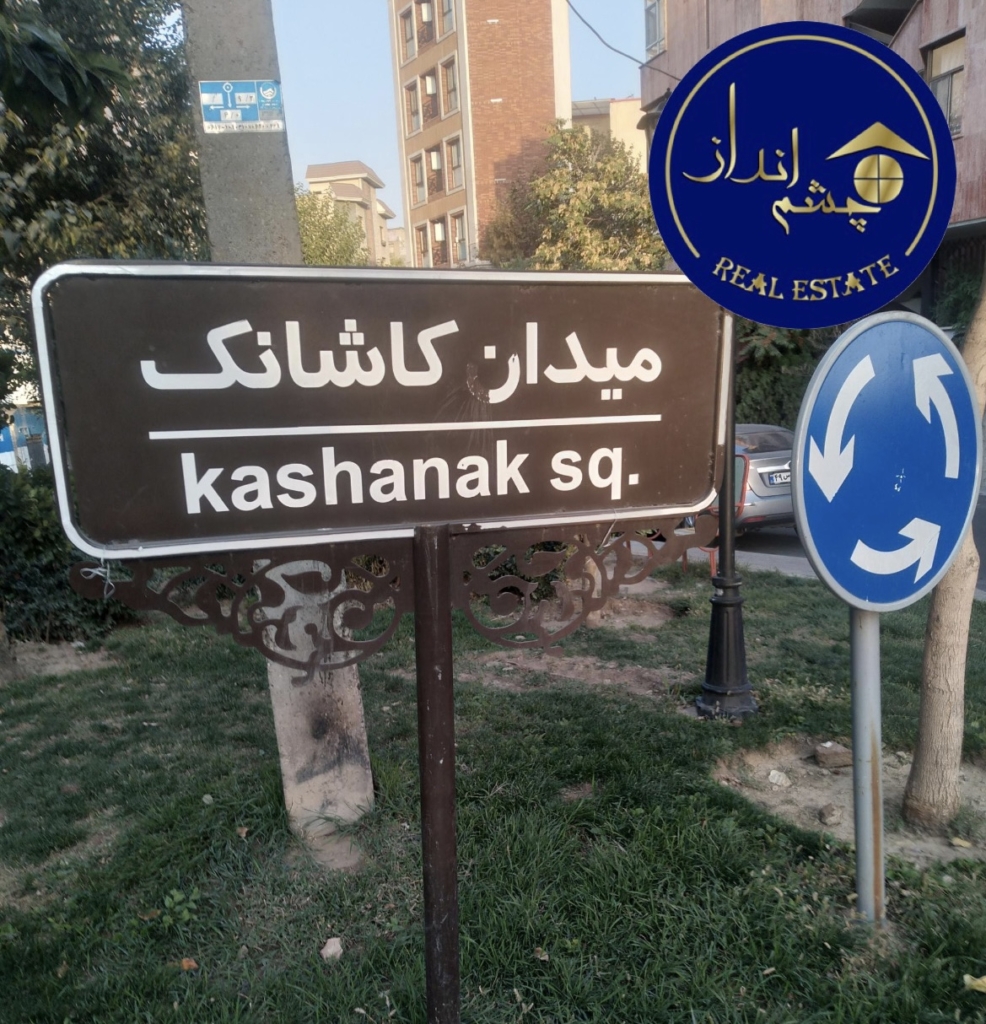 میدان کاشانک
kashanak sq.
چشم انداز
REAL ESTATE